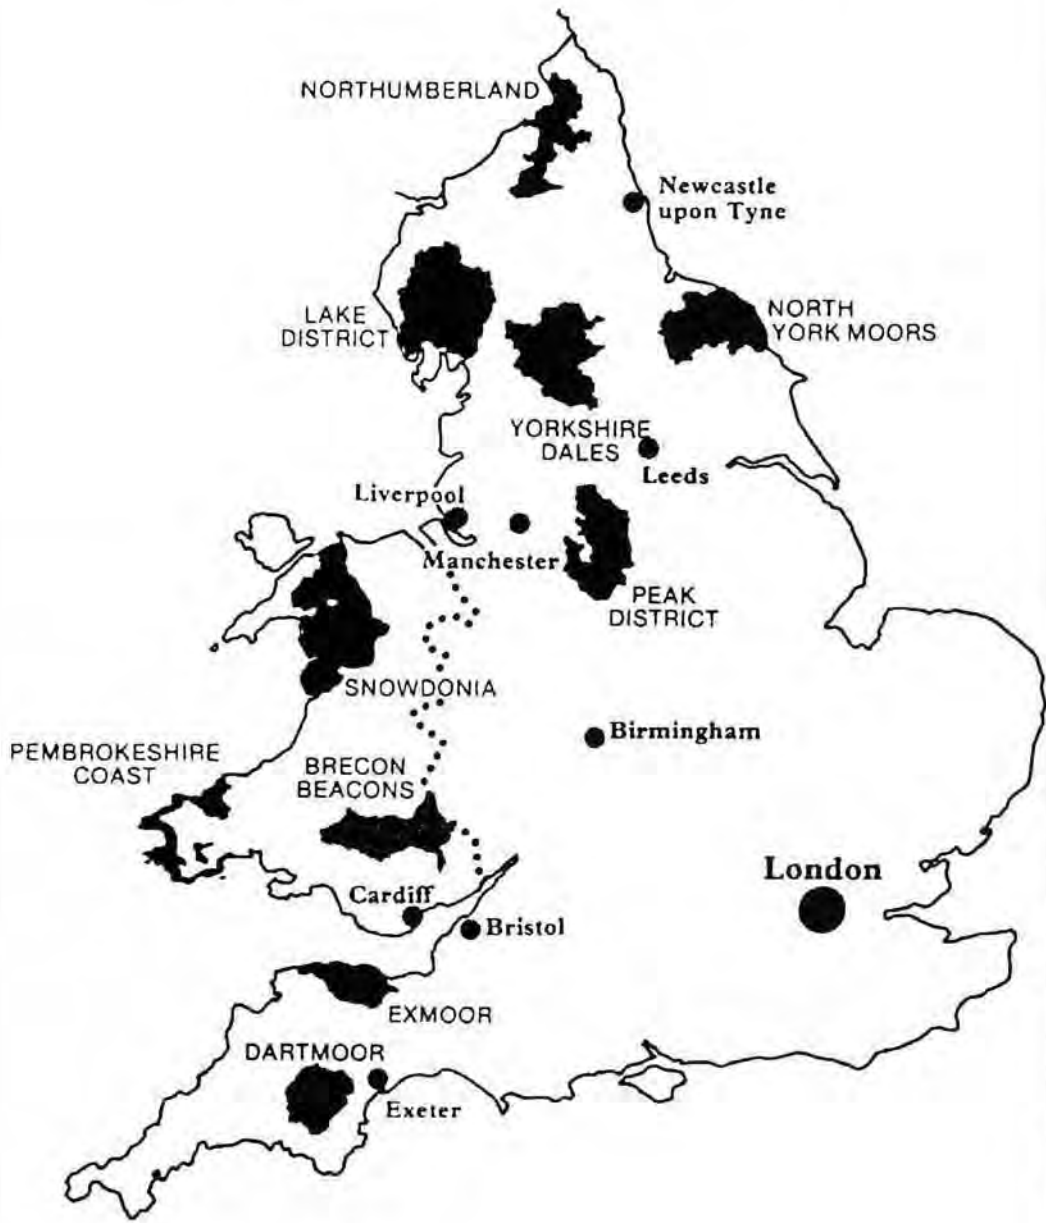 NORTHUMBERLAND
Newcastle
upon Tyne
LAKE
DISTRICT
NORTH
YORK MOORS
YORKSHIRE
DALES
Leeds
Liverpool
Manchester
PEAK
DISTRICT
SNOWDONIA
Birmingham
PEMBROKESHIRE
COAST
BRECON
BEACONS
London
Cardiff
Bristol
EXMOOR
DARTMOOR
Exeter